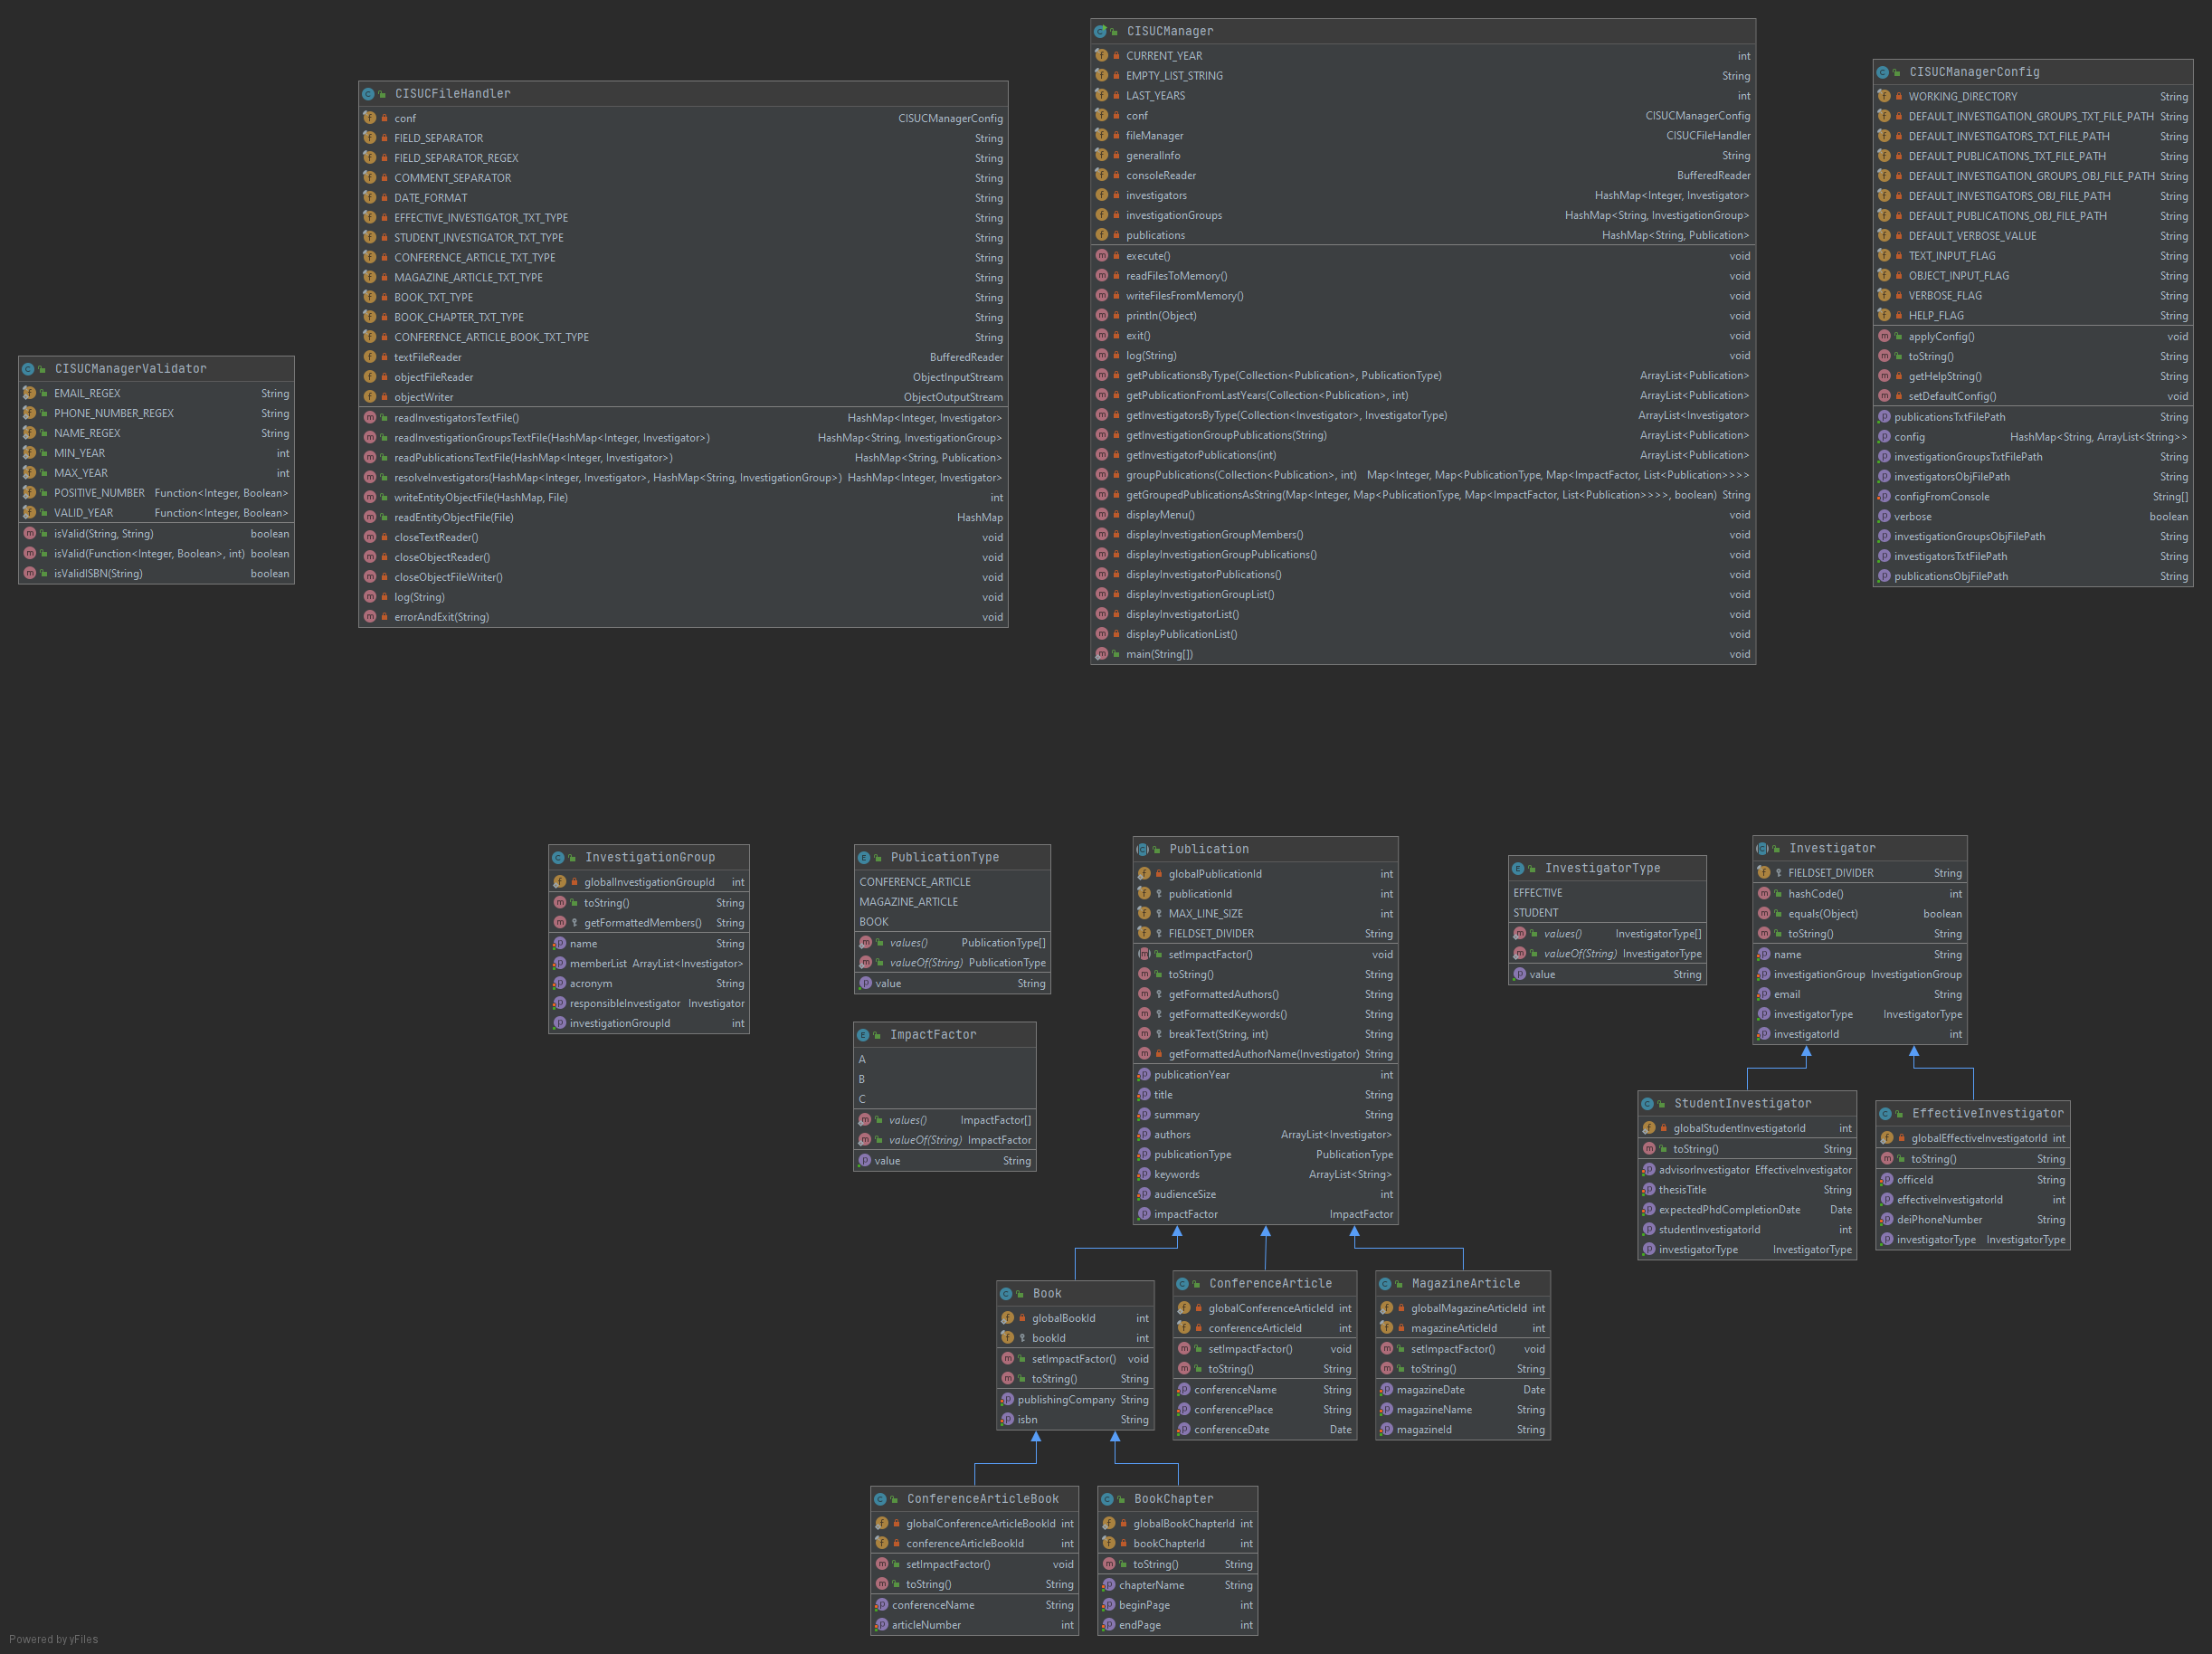 CISUCManager
CURRENT_YEAR int
EMPTY_LIST_STRING String
LAST_YEARS int
conf CISUCManagerConfig
fileManager CISUCFileHandler
generalInfo String
consoleReader BufferedReader
investigators HashMap<Integer, Investigator>
investigationGroups HashMap<String, InvestigationGroup>
publications HashMap<String, Publication>
execute() void
readFilesToMemory() void
writeFilesFromMemory() void
println(Object) void
exit() void
log(String) void
getPublicationsByType(Collection<Publication>, PublicationType) ArrayList<Publication>
getPublicationFromLastYears(Collection<Publication>, int) ArrayList<Publication>
getInvestigatorsByType(Collection<Investigator>, InvestigatorType) ArrayList<Investigator>
getInvestigationGroupPublications(String) ArrayList<Publication>
getInvestigatorPublications(int) ArrayList<Publication>
groupPublications(Collection<Publication>, int) Map<Integer, Map<PublicationType, Map<ImpactFactor, List<Publication>>>>
getGroupedPublicationsAsString(Map<Integer, Map<PublicationType, Map<ImpactFactor, List<Publication>>>>, boolean) String
displayMenu() void
displayInvestigationGroupMembers() void
displayInvestigationGroupPublications() void
displayInvestigatorPublications() void
displayInvestigationGroupList() void
displayInvestigatorList() void
displayPublicationList() void
main(String[]) void
CISUCManagerConfig
WORKING_DIRECTORY String
DEFAULT_INVESTIGATION_GROUPS_TXT_FILE_PATH String
DEFAULT_INVESTIGATORS_TXT_FILE_PATH String
DEFAULT_PUBLICATIONS_TXT_FILE_PATH String
DEFAULT_INVESTIGATION_GROUPS_OBJ_FILE_PATH String
DEFAULT_INVESTIGATORS_OBJ_FILE_PATH String
DEFAULT_PUBLICATIONS_OBJ_FILE_PATH String
DEFAULT_VERBOSE_VALUE String
TEXT_INPUT_FLAG String
OBJECT_INPUT_FLAG String
VERBOSE_FLAG String
HELP_FLAG String
applyConfig() void
toString() String
getHelpString() String
setDefaultConfig() void
publicationsTxtFilePath String
config HashMap<String, ArrayList<String>>
investigationGroupsTxtFilePath String
investigatorsObjFilePath String
configFromConsole String[]
verbose boolean
investigationGroupsObjFilePath String
investigatorsTxtFilePath String
publicationsObjFilePath String
CISUCFileHandler
conf CISUCManagerConfig
FIELD_SEPARATOR String
FIELD_SEPARATOR_REGEX String
COMMENT_SEPARATOR String
DATE_FORMAT String
EFFECTIVE_INVESTIGATOR_TXT_TYPE String
STUDENT_INVESTIGATOR_TXT_TYPE String
CONFERENCE_ARTICLE_TXT_TYPE String
MAGAZINE_ARTICLE_TXT_TYPE String
BOOK_TXT_TYPE String
BOOK_CHAPTER_TXT_TYPE String
CONFERENCE_ARTICLE_BOOK_TXT_TYPE String
textFileReader BufferedReader
objectFileReader ObjectInputStream
objectWriter ObjectOutputStream
readInvestigatorsTextFile() HashMap<Integer, Investigator>
readInvestigationGroupsTextFile(HashMap<Integer, Investigator>) HashMap<String, InvestigationGroup>
readPublicationsTextFile(HashMap<Integer, Investigator>) HashMap<String, Publication>
resolveInvestigators(HashMap<Integer, Investigator>, HashMap<String, InvestigationGroup>) HashMap<Integer, Investigator>
writeEntityObjectFile(HashMap, File) int
readEntityObjectFile(File) HashMap
closeTextReader() void
closeObjectReader() void
closeObjectFileWriter() void
log(String) void
errorAndExit(String) void
CISUCManagerValidator
EMAIL_REGEX String
PHONE_NUMBER_REGEX String
NAME_REGEX String
MIN_YEAR int
MAX_YEAR int
POSITIVE_NUMBER Function<Integer, Boolean>
VALID_YEAR Function<Integer, Boolean>
isValid(String, String) boolean
isValid(Function<Integer, Boolean>, int) boolean
isValidISBN(String) boolean
InvestigationGroup
globalInvestigationGroupId int
toString() String
getFormattedMembers() String
name String
memberList ArrayList<Investigator>
acronym String
responsibleInvestigator Investigator
investigationGroupId int
PublicationType
CONFERENCE_ARTICLE
MAGAZINE_ARTICLE
BOOK
values() PublicationType[]
valueOf(String) PublicationType
value String
ImpactFactor
A
B
C
values() ImpactFactor[]
valueOf(String) ImpactFactor
value String
Publication
globalPublicationId int
publicationId int
MAX_LINE_SIZE int
FIELDSET_DIVIDER String
setImpactFactor() void
toString() String
getFormattedAuthors() String
getFormattedKeywords() String
breakText(String, int) String
getFormattedAuthorName(Investigator) String
publicationYear int
title String
summary String
authors ArrayList<Investigator>
publicationType PublicationType
keywords ArrayList<String>
audienceSize int
impactFactor ImpactFactor
InvestigatorType
EFFECTIVE
STUDENT
values() InvestigatorType[]
valueOf(String) InvestigatorType
value String
Investigator
FIELDSET_DIVIDER String
hashCode() int
equals(Object) boolean
toString() String
name String
investigationGroup InvestigationGroup
email String
investigatorType InvestigatorType
investigatorId int
StudentInvestigator
globalStudentInvestigatorId int
toString() String
advisorInvestigator EffectiveInvestigator
thesisTitle String
expectedPhdCompletionDate Date
studentInvestigatorId int
investigatorType InvestigatorType
EffectiveInvestigator
globalEffectiveInvestigatorId int
toString() String
officeId String
effectiveInvestigatorId int
deiPhoneNumber String
investigatorType InvestigatorType
Book
globalBookId int
bookId int
setImpactFactor() void
toString() String
publishingCompany String
isbn String
ConferenceArticle
globalConferenceArticleId int
conferenceArticleId int
setImpactFactor() void
toString() String
conferenceName String
conferencePlace String
conferenceDate Date
MagazineArticle
globalMagazineArticleId int
magazineArticleId int
setImpactFactor() void
toString() String
magazineDate Date
magazineName String
magazineId String
ConferenceArticleBook
globalConferenceArticleBookId int
conferenceArticleBookId int
setImpactFactor() void
toString() String
conferenceName String
articleNumber int
BookChapter
globalBookChapterId int
bookChapterId int
toString() String
chapterName String
beginPage int
endPage int
Powered by yFiles